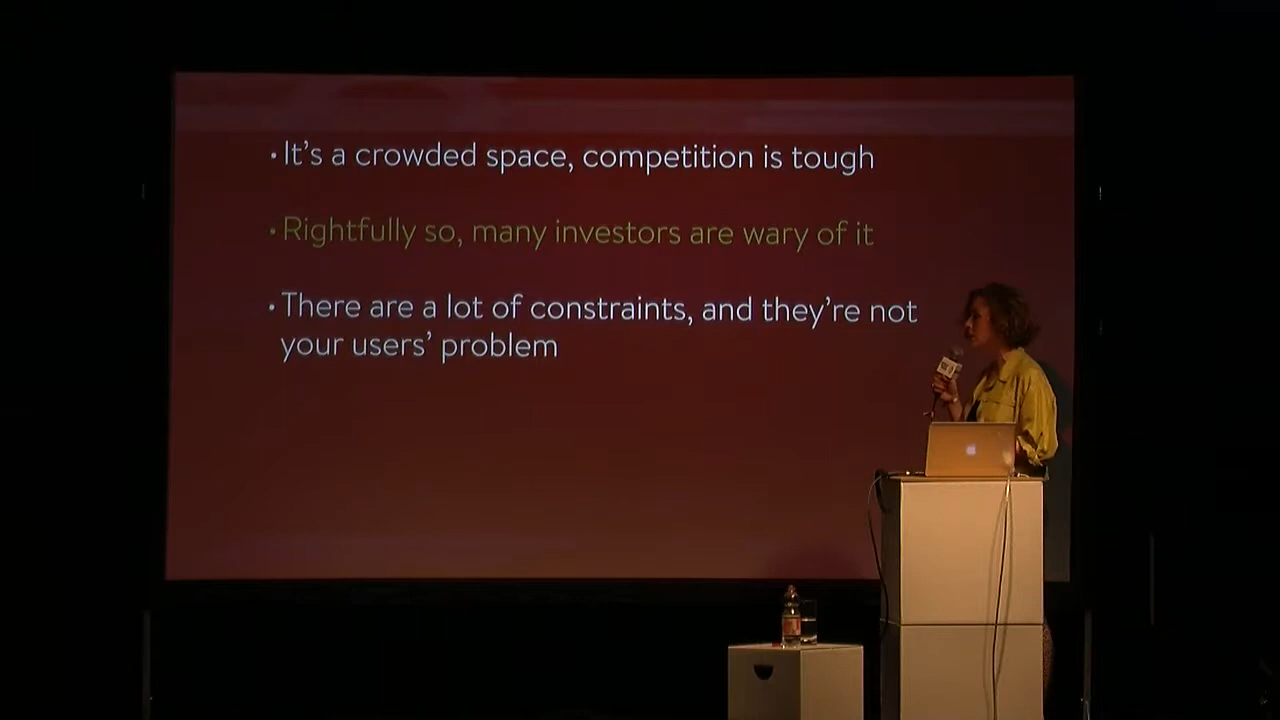 •It’s a crowded space, competition is tough
•Rightfully so, many investors are wary of it
•There are a lot of constraints, and they’re not
your users’ problem